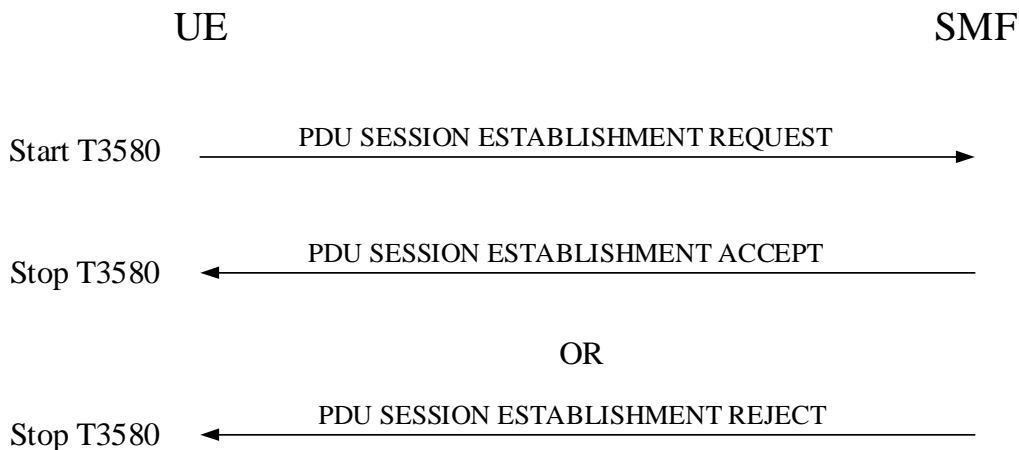 UE SMF
Start T3580 PDU SESSION ESTABLISHMENT REQUEST
Stop T3580 PDU SESSION ESTABLISHMENT ACCEPT
OR
Stop T3580 PDU SESSION ESTABLISHMENT REJECT